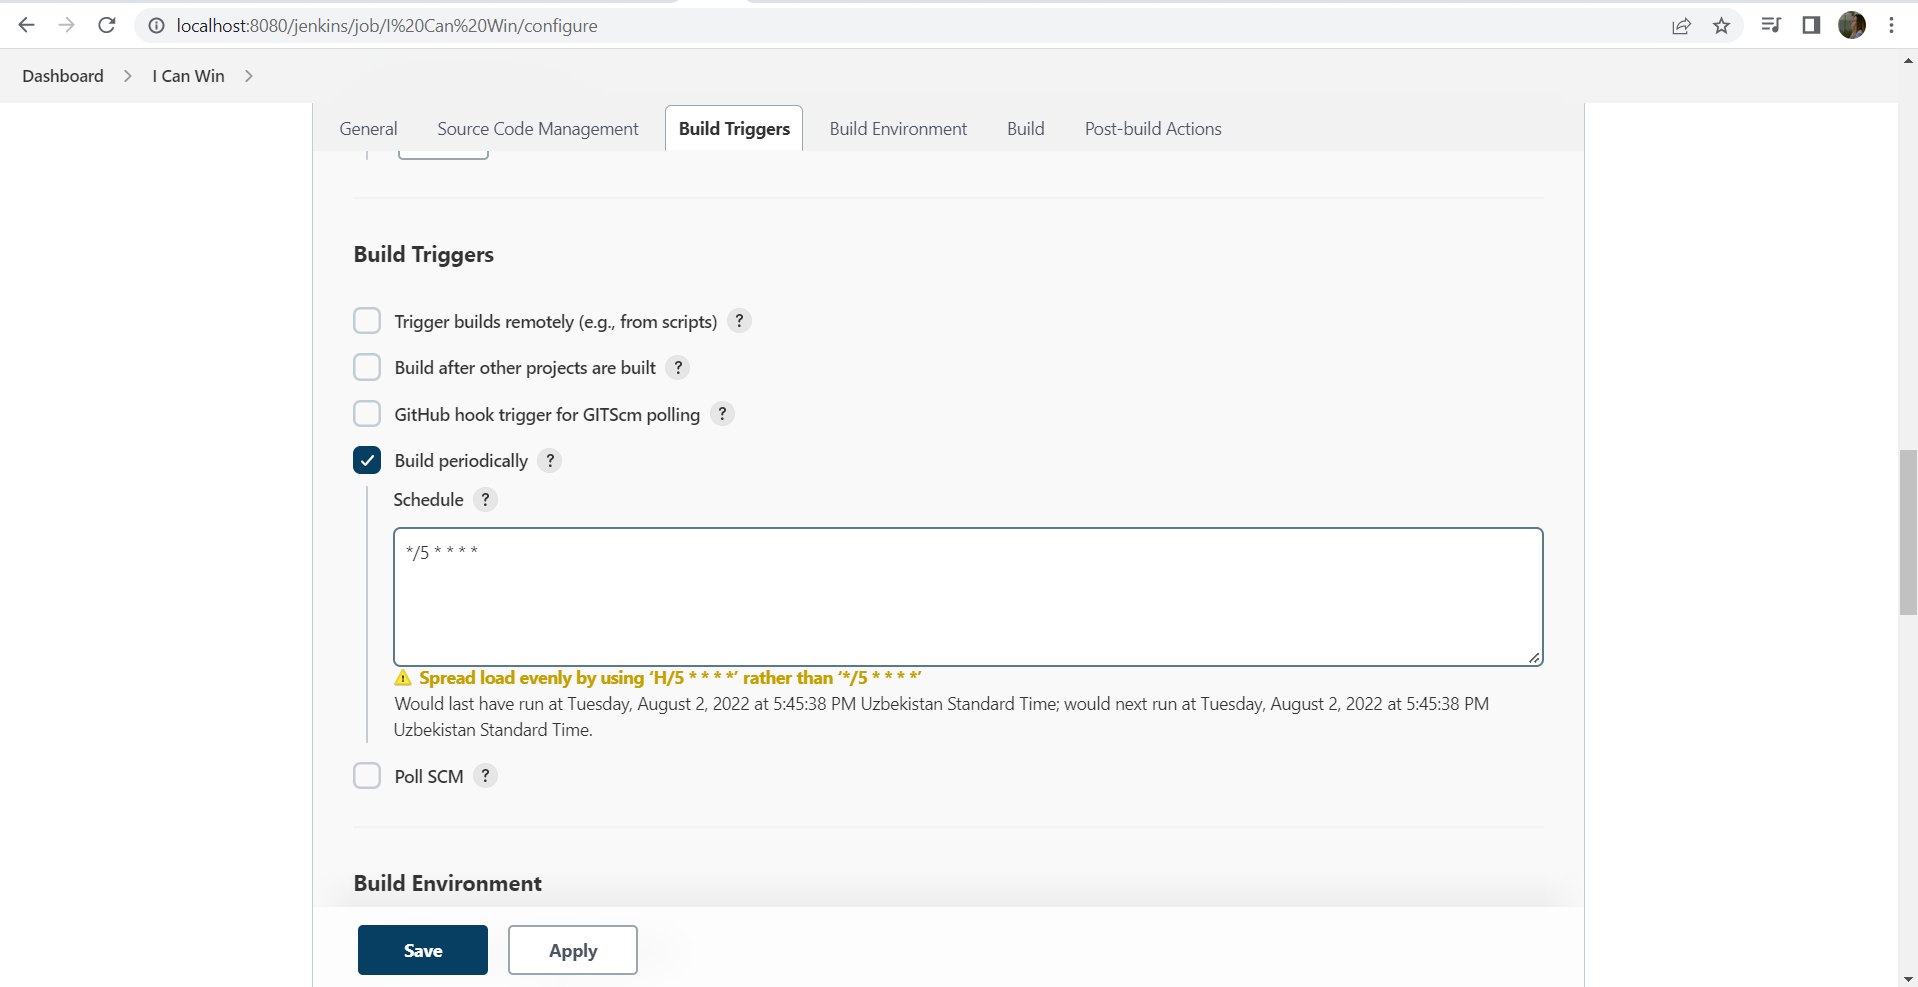 localhost:8080/jenkins/job/I%20Can%20Win/configure
Dashboard > I Can Win >
General Source Code Management Build Triggers Build Environment Build Post-build Actions
Build Triggers
Trigger builds remotely (e.g., from scripts) ?
Build after other projects are built ?
GitHub hook trigger for GITScm polling ?
Build periodically ?
Schedule ?
*/5 * * * *
Spread load evenly by using ‘H/5 * * * *’ rather than ‘*/5 * * * *’
Would last have run at Tuesday, August 2, 2022 at 5:45:38 PM Uzbekistan Standard Time; would next run at Tuesday, August 2, 2022 at 5:45:38 PM
Uzbekistan Standard Time.
Poll SCM ?
Build Environment
Save Apply